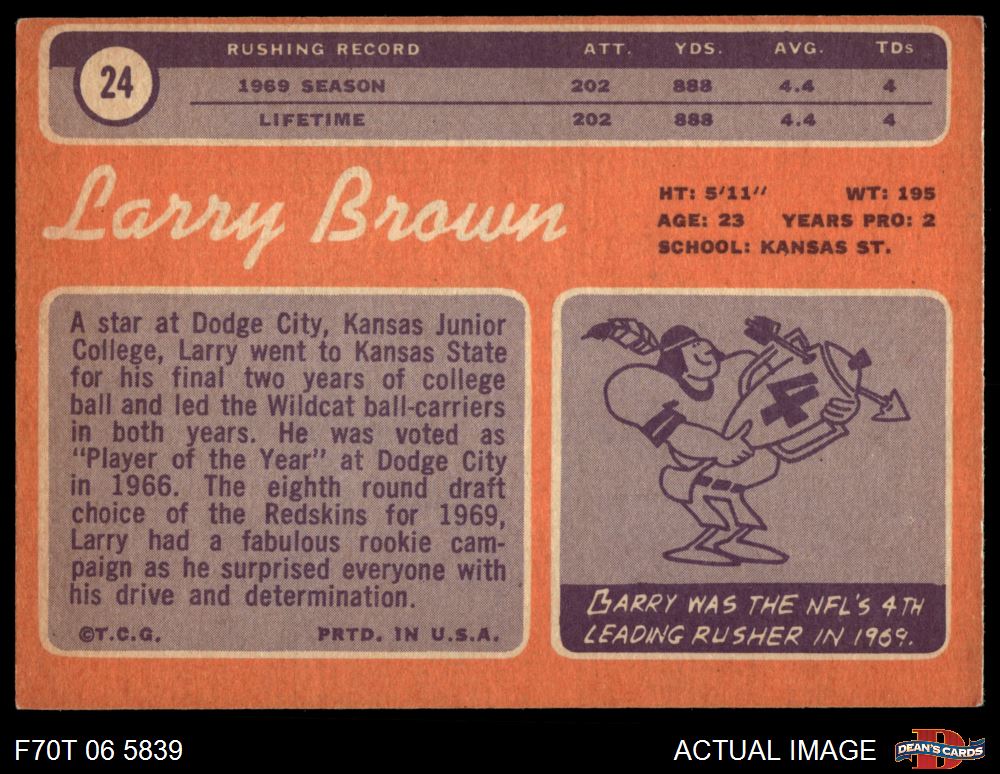 24
RUSHING RECORD ATT. YDS. AVG. TDs
1969 SEASON 202 888 4.4 4
LIFETIME 202 888 4.4 4
Larry Brown
HT: 5'11" WT: 195
AGE: 23 YEARS PRO: 2
SCHOOL: KANSAS ST.
A star at Dodge City, Kansas Junior
College, Larry went to Kansas State
for his final two years of college
ball and led the Wildcat ball-carriers
in both years. He was voted as
"Player of the Year" at Dodge City
in 1966. The eighth round draft
choice of the Redskins for 1969,
Larry had a fabulous rookie cam-
paign as he surprised everyone with
his drive and determination.
©T.C.G. PRTD. IN U.S.A.
4
BARRY WAS THE NFL'S 4TH
LEADING RUSHER IN 1969.
F70T 06 5839
ACTUAL IMAGE
DEAN'S CARDS